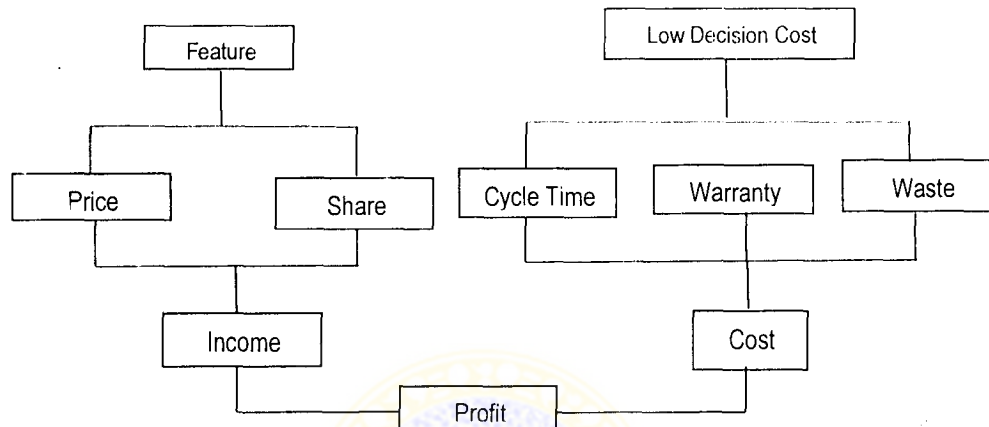 Feature
Low Decision Cost
Price
Share
Cycle Time
Warranty
Waste
Income
Cost
Profit